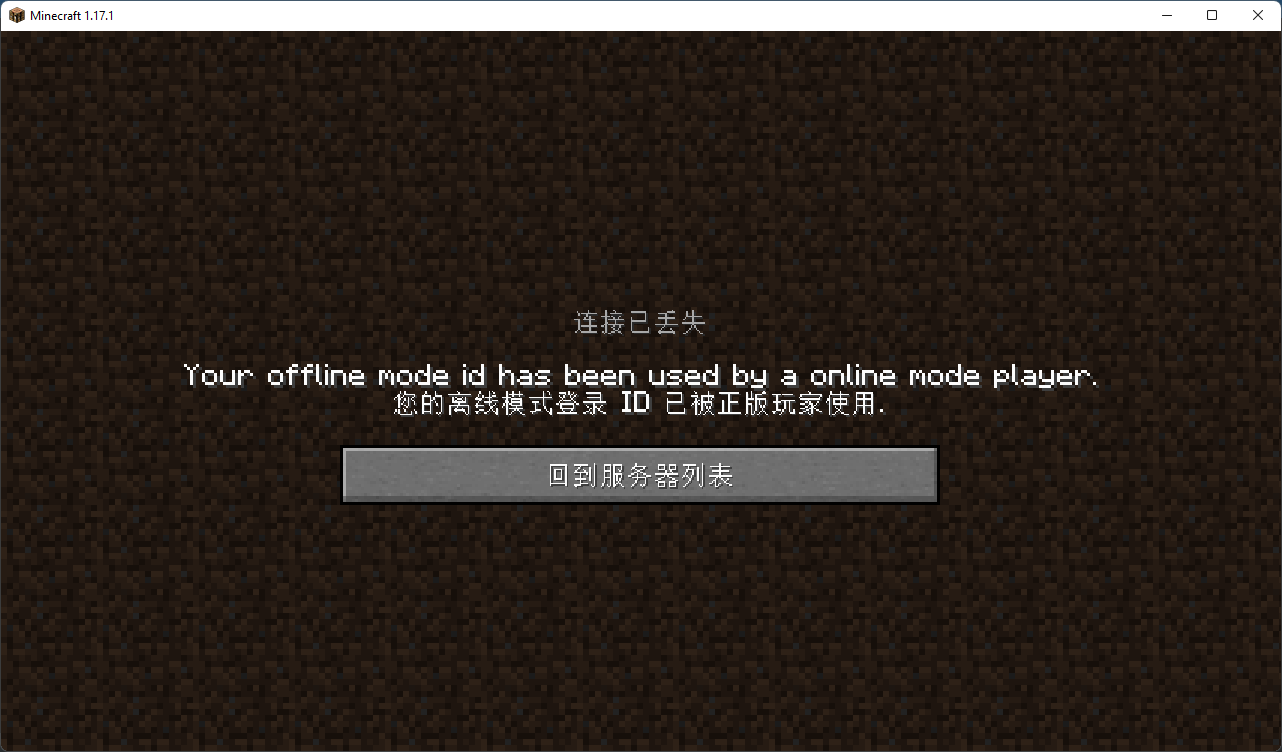 Minecraft 1.17.1
连接已丢失
Your offline mode id has been used by a online mode player.
您的离线模式登录 ID 已被正版玩家使用.
回到服务器列表